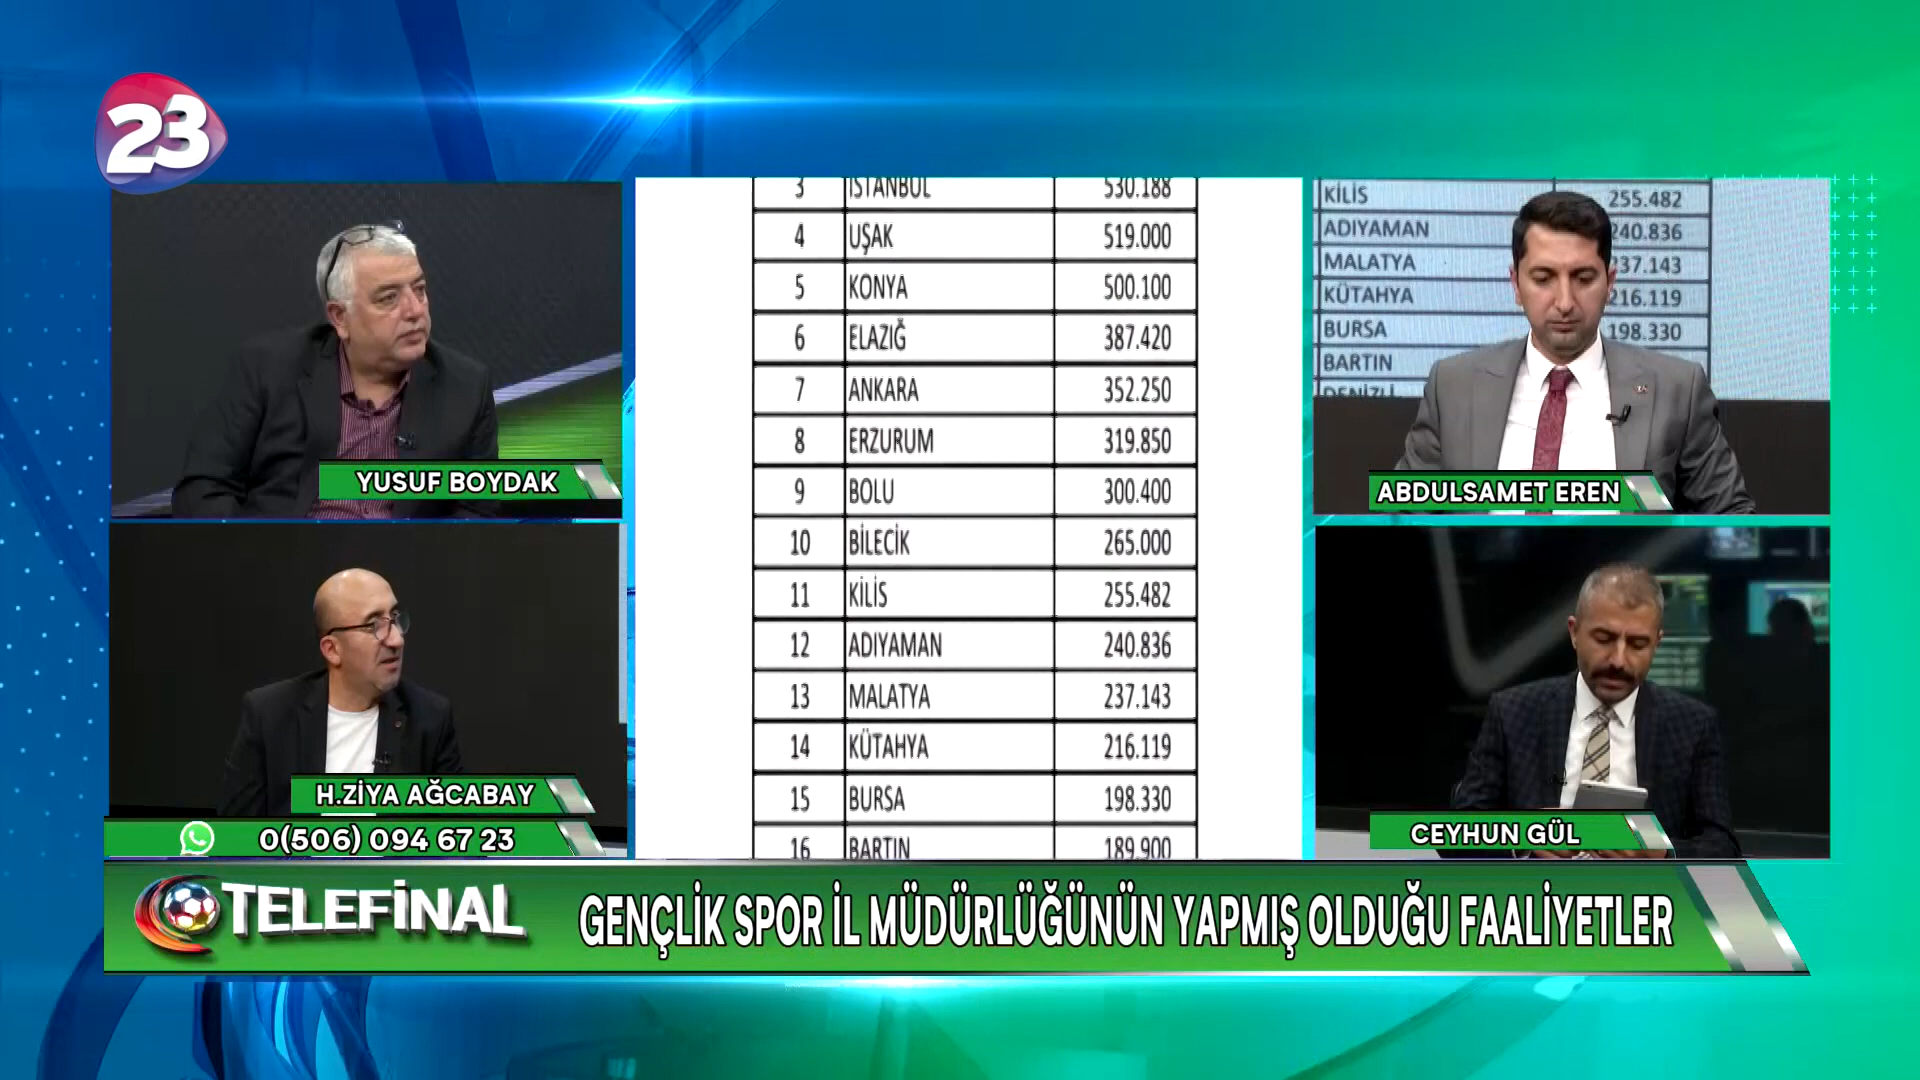 23
3 İSTANBUL 530.188
4 UŞAK 519.000
5 KONYA 500.100
6 ELAZIĞ 387.420
7 ANKARA 352.250
8 ERZURUM 319.850
9 BOLU 300.400
10 BİLECİK 265.000
11 KİLİS 255.482
12 ADIYAMAN 240.836
13 MALATYA 237.143
14 KÜTAHYA 216.119
15 BURSA 198.330
16 BARTIN 189.900
KİLİS 255.482
ADIYAMAN 240.836
MALATYA 237.143
KÜTAHYA 216.119
BURSA 198.330
BARTIN
DENİZLİ
YUSUF BOYDAK
ABDULSAMET EREN
H.ZİYA AĞCABAY
CEYHUN GÜL
0(506) 094 67 23
TELEFİNAL
GENÇLİK SPOR İL MÜDÜRLÜĞÜNÜN YAPMIŞ OLDUĞU FAALİYETLER